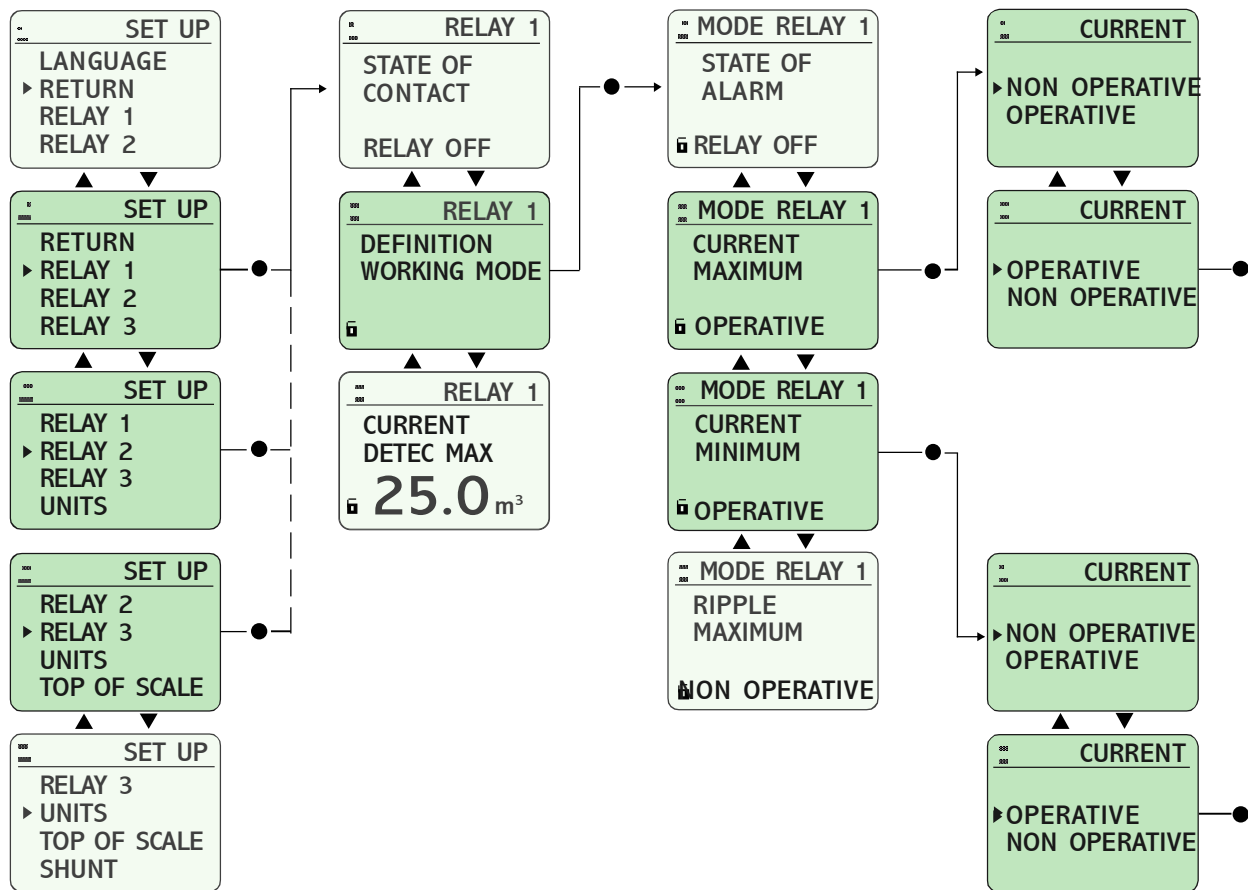 SET UP
LANGUAGE
RETURN
RELAY 1
RELAY 2
SET UP
RETURN
RELAY 1
RELAY 2
RELAY 3
SET UP
RELAY 1
RELAY 2
RELAY 3
UNITS
SET UP
RELAY 2
RELAY 3
UNITS
TOP OF SCALE
SET UP
RELAY 3
UNITS
TOP OF SCALE
SHUNT
RELAY 1
STATE OF
CONTACT
RELAY OFF
RELAY 1
DEFINITION
WORKING MODE
RELAY 1
CURRENT
DETEC MAX
25.0 m³
MODE RELAY 1
STATE OF
ALARM
RELAY OFF
MODE RELAY 1
CURRENT
MAXIMUM
OPERATIVE
MODE RELAY 1
CURRENT
MINIMUM
OPERATIVE
MODE RELAY 1
RIPPLE
MAXIMUM
NON OPERATIVE
CURRENT
NON OPERATIVE
OPERATIVE
CURRENT
OPERATIVE
NON OPERATIVE
CURRENT
NON OPERATIVE
OPERATIVE
CURRENT
OPERATIVE
NON OPERATIVE